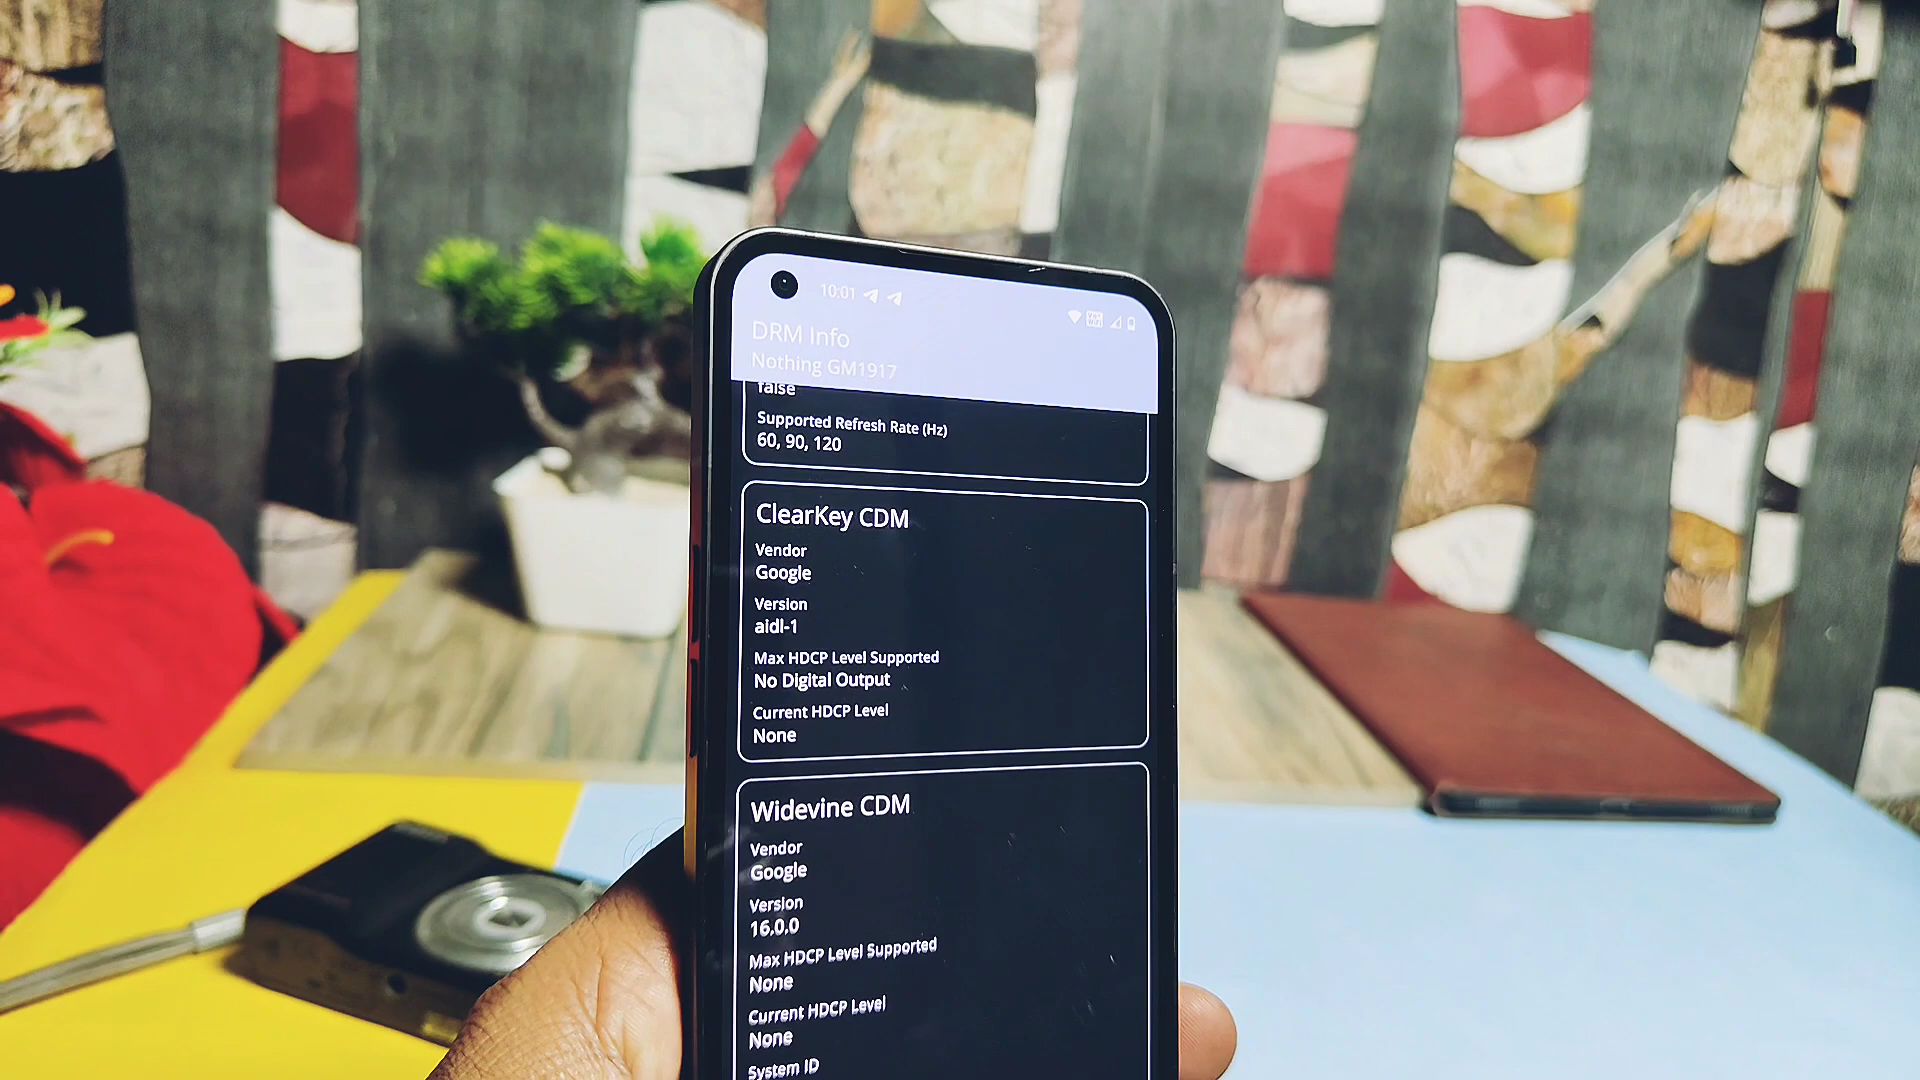 10:01
DRM Info
Nothing GM1917
false
Supported Refresh Rate (Hz)
60, 90, 120
ClearKey CDM
Vendor
Google
Version
aidl-1
Max HDCP Level Supported
No Digital Output
Current HDCP Level
None
Widevine CDM
Vendor
Google
Version
16.0.0
Max HDCP Level Supported
None
Current HDCP Level
None
System ID